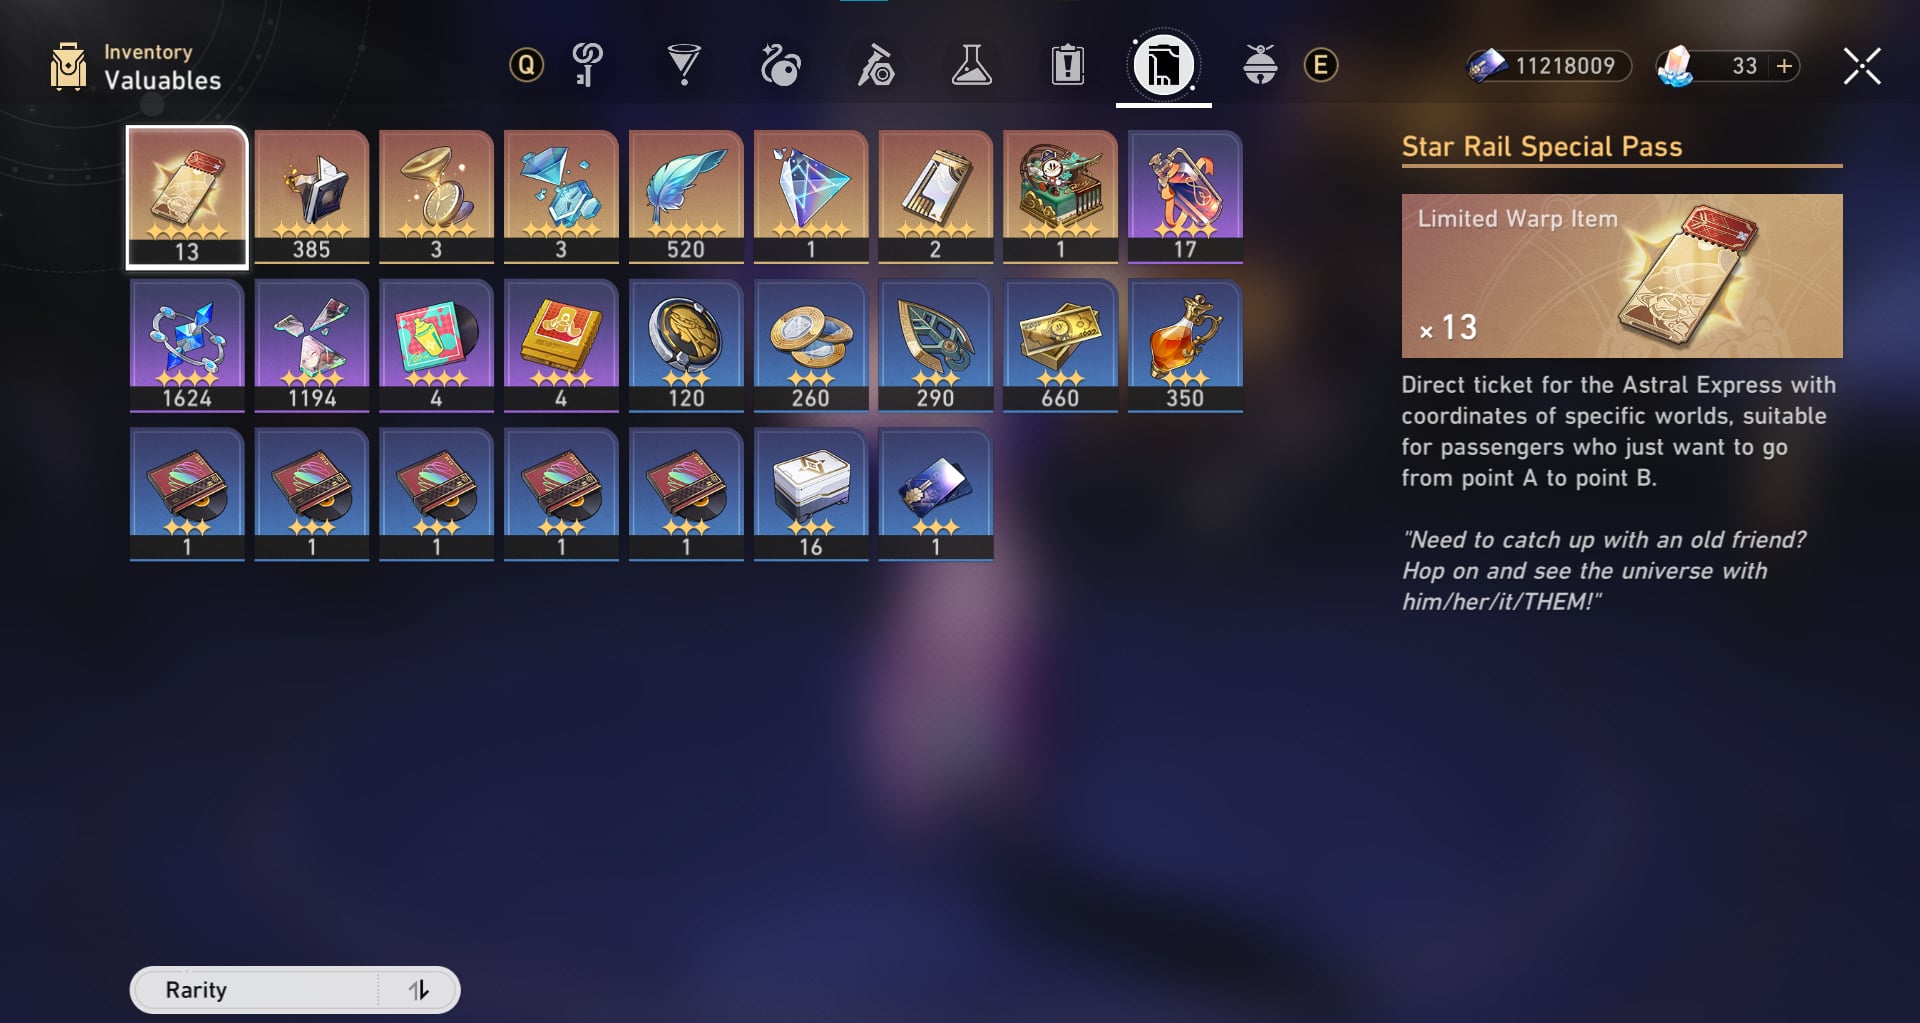 Inventory
Valuables
Q
E
11218009
33
13
385
3
3
520
1
2
1
17
1624
1194
4
4
120
260
290
660
350
1
1
1
1
1
16
1
Star Rail Special Pass
Limited Warp Item
× 13
Direct ticket for the Astral Express with
coordinates of specific worlds, suitable
for passengers who just want to go
from point A to point B.
"Need to catch up with an old friend?
Hop on and see the universe with
him/her/it/THEM!"
Rarity